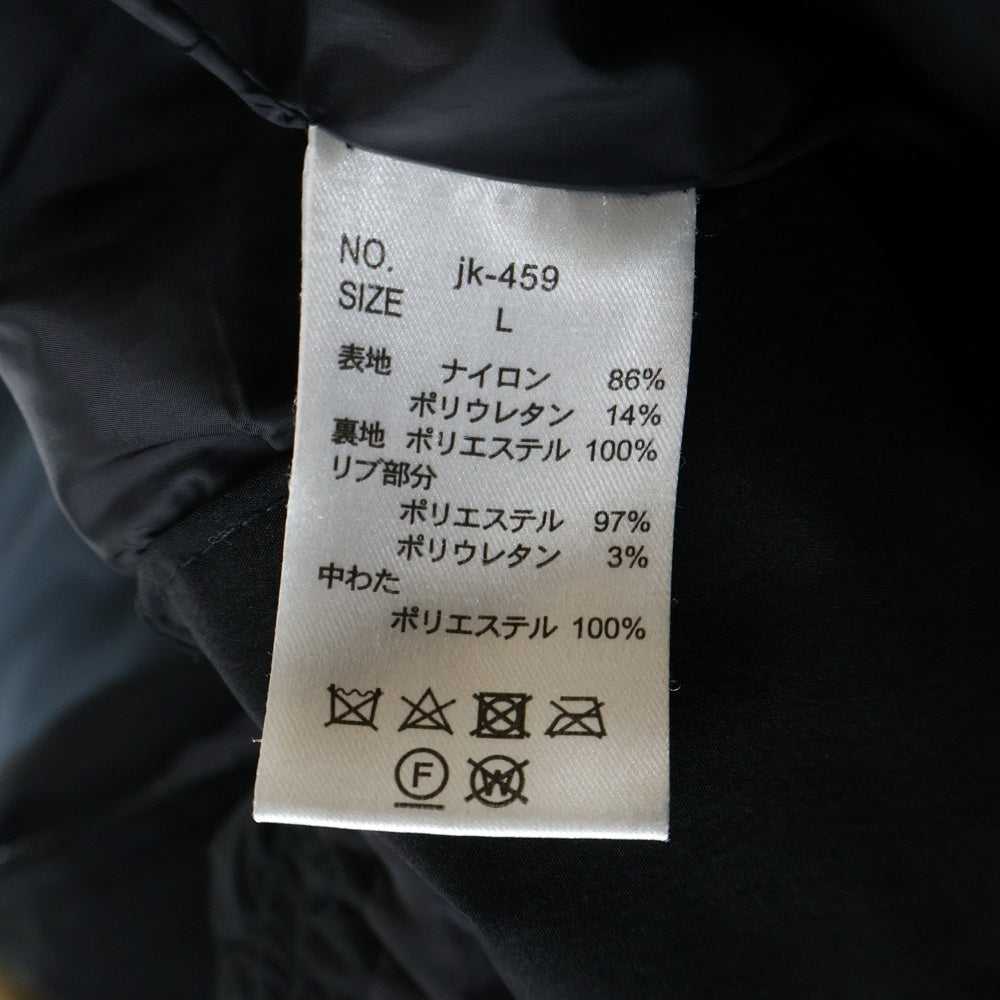 NO. jk-459
SIZE L
表地 ナイロン 86%
ポリウレタン 14%
裏地 ポリエステル 100%
リブ部分
ポリエステル 97%
ポリウレタン 3%
中わた
ポリエステル 100%
F W